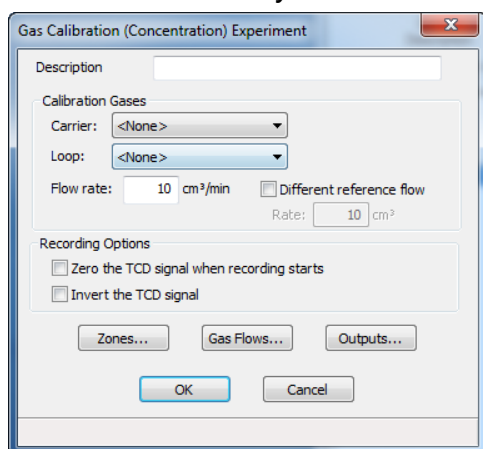 Gas Calibration (Concentration) Experiment
Description
Calibration Gases
Carrier: <None>
Loop: <None>
Flow rate: 10 cm³/min Different reference flow
Rate: 10 cm³
Recording Options
Zero the TCD signal when recording starts
Invert the TCD signal
Zones... Gas Flows... Outputs...
OK Cancel